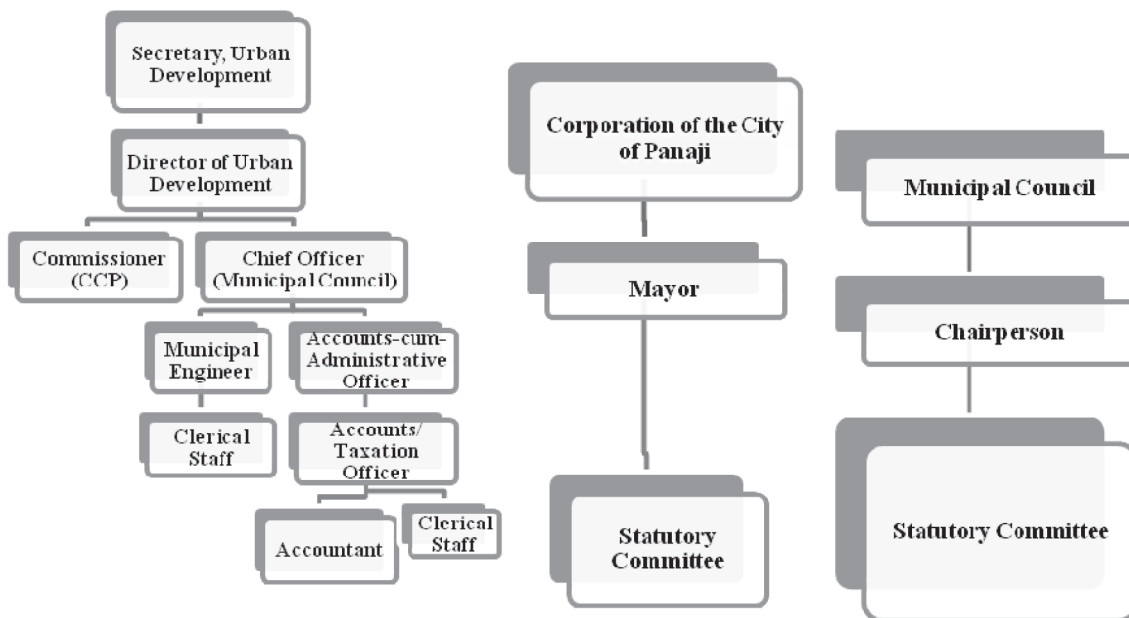 Secretary, Urban
Development
Director of Urban
Development
Commissioner
(CCP)
Chief Officer
(Municipal Council)
Municipal
Engineer
Accounts-cum-
Administrative
Officer
Clerical
Staff
Accounts/
Taxation
Officer
Accountant
Clerical
Staff
Corporation of the City
of Panaji
Mayor
Statutory
Committee
Municipal Council
Chairperson
Statutory Committee